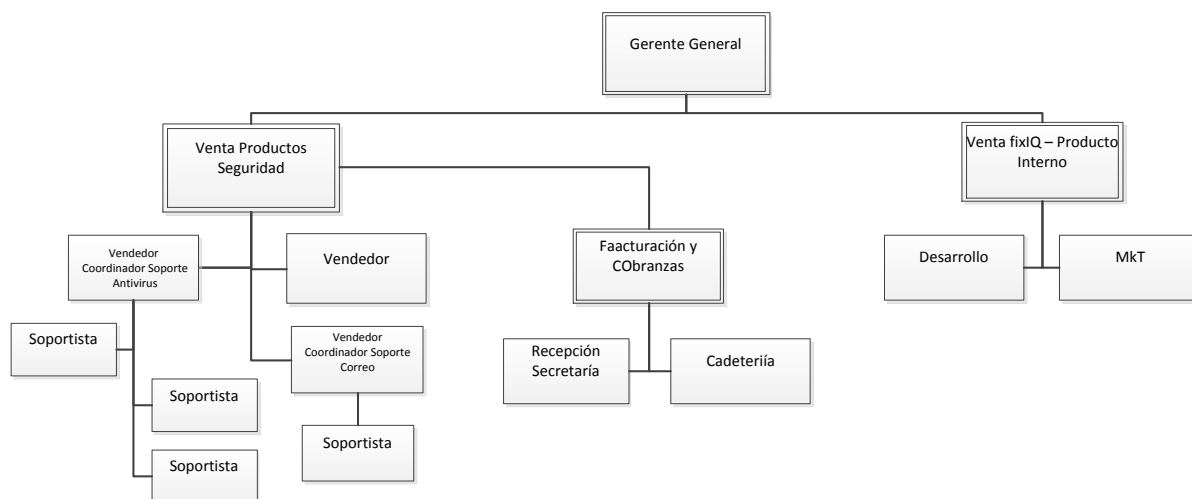 Gerente General
Venta Productos
Seguridad
Venta fixIQ – Producto
Interno
Vendedor
Coordinador Soporte
Antivirus
Vendedor
Faacturación y
CObranzas
Desarrollo
MkT
Soportista
Vendedor
Coordinador Soporte
Correo
Recepción
Secretaría
Cadeteriía
Soportista
Soportista
Soportista